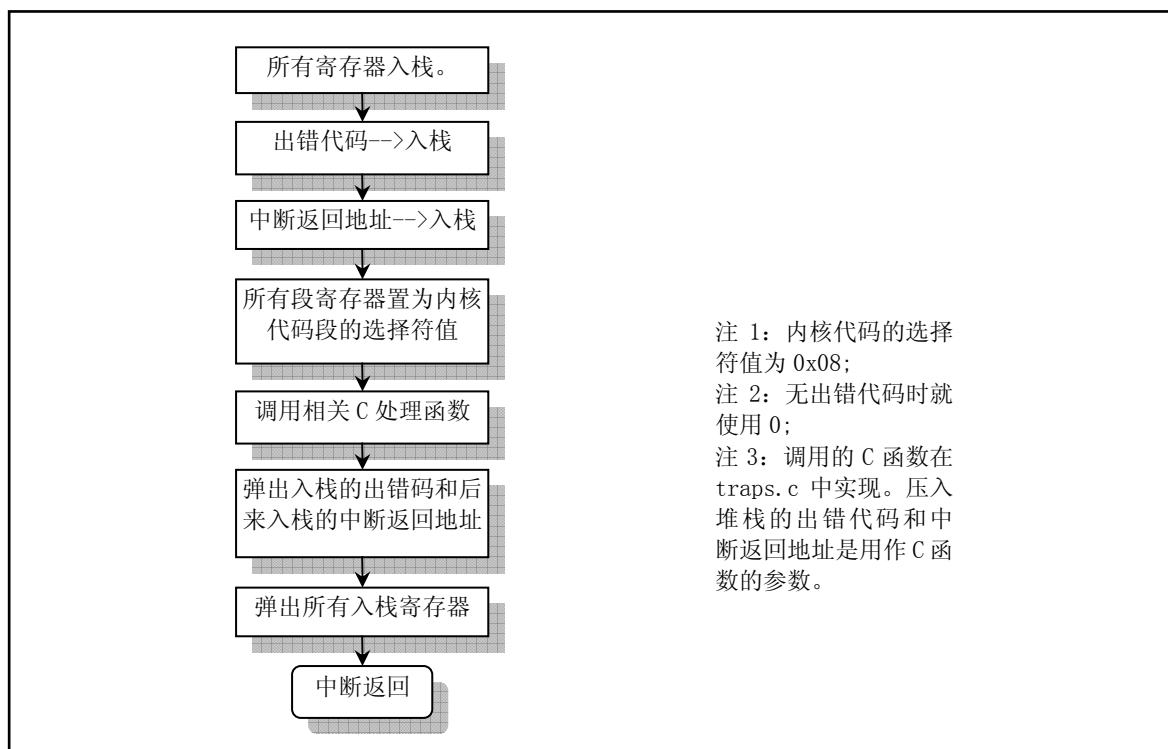 所有寄存器入栈。
出错代码-->入栈
中断返回地址-->入栈
所有段寄存器置为内核
代码段的选择符值
调用相关 C 处理函数
弹出入栈的出错码和后
来入栈的中断返回地址
弹出所有入栈寄存器
中断返回
注 1: 内核代码的选择
符值为 0x08;
注 2: 无出错代码时就
使用 0;
注 3: 调用的 C 函数在
traps.c 中实现。压入
堆栈的出错代码和中
断返回地址是用作 C 函
数的参数。